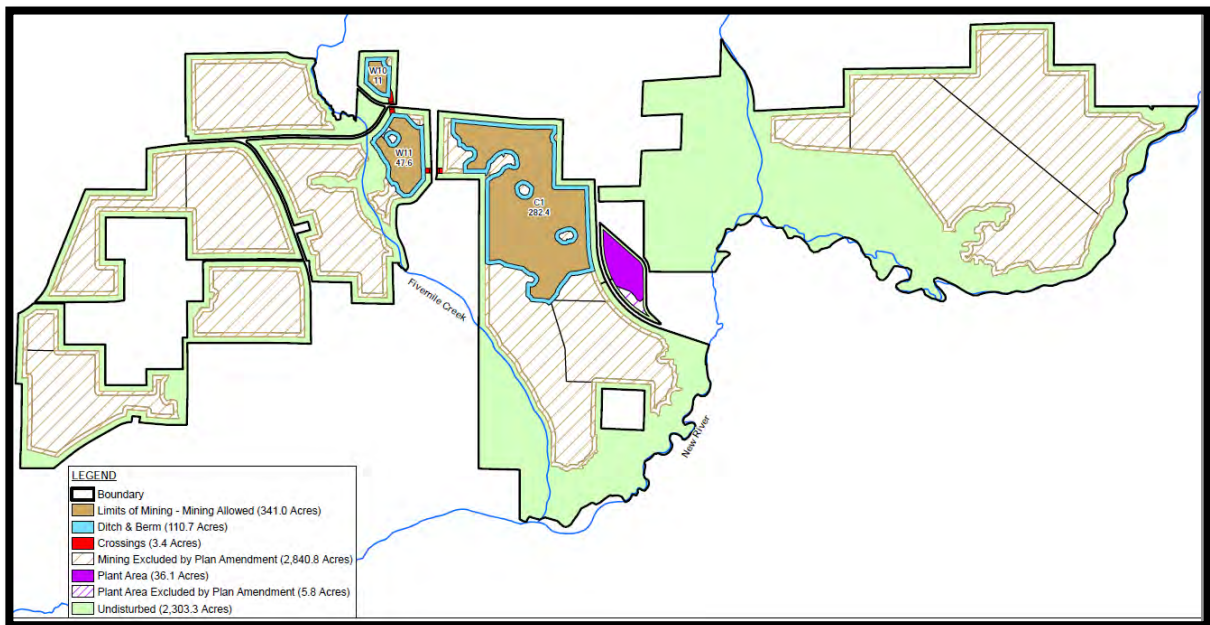 W10
11
W11
47.6
C1
282.4
Fivemile Creek
New River
LEGEND
Boundary
Limits of Mining - Mining Allowed (341.0 Acres)
Ditch & Berm (110.7 Acres)
Crossings (3.4 Acres)
Mining Excluded by Plan Amendment (2,840.8 Acres)
Plant Area (36.1 Acres)
Plant Area Excluded by Plan Amendment (5.8 Acres)
Undisturbed (2,303.3 Acres)